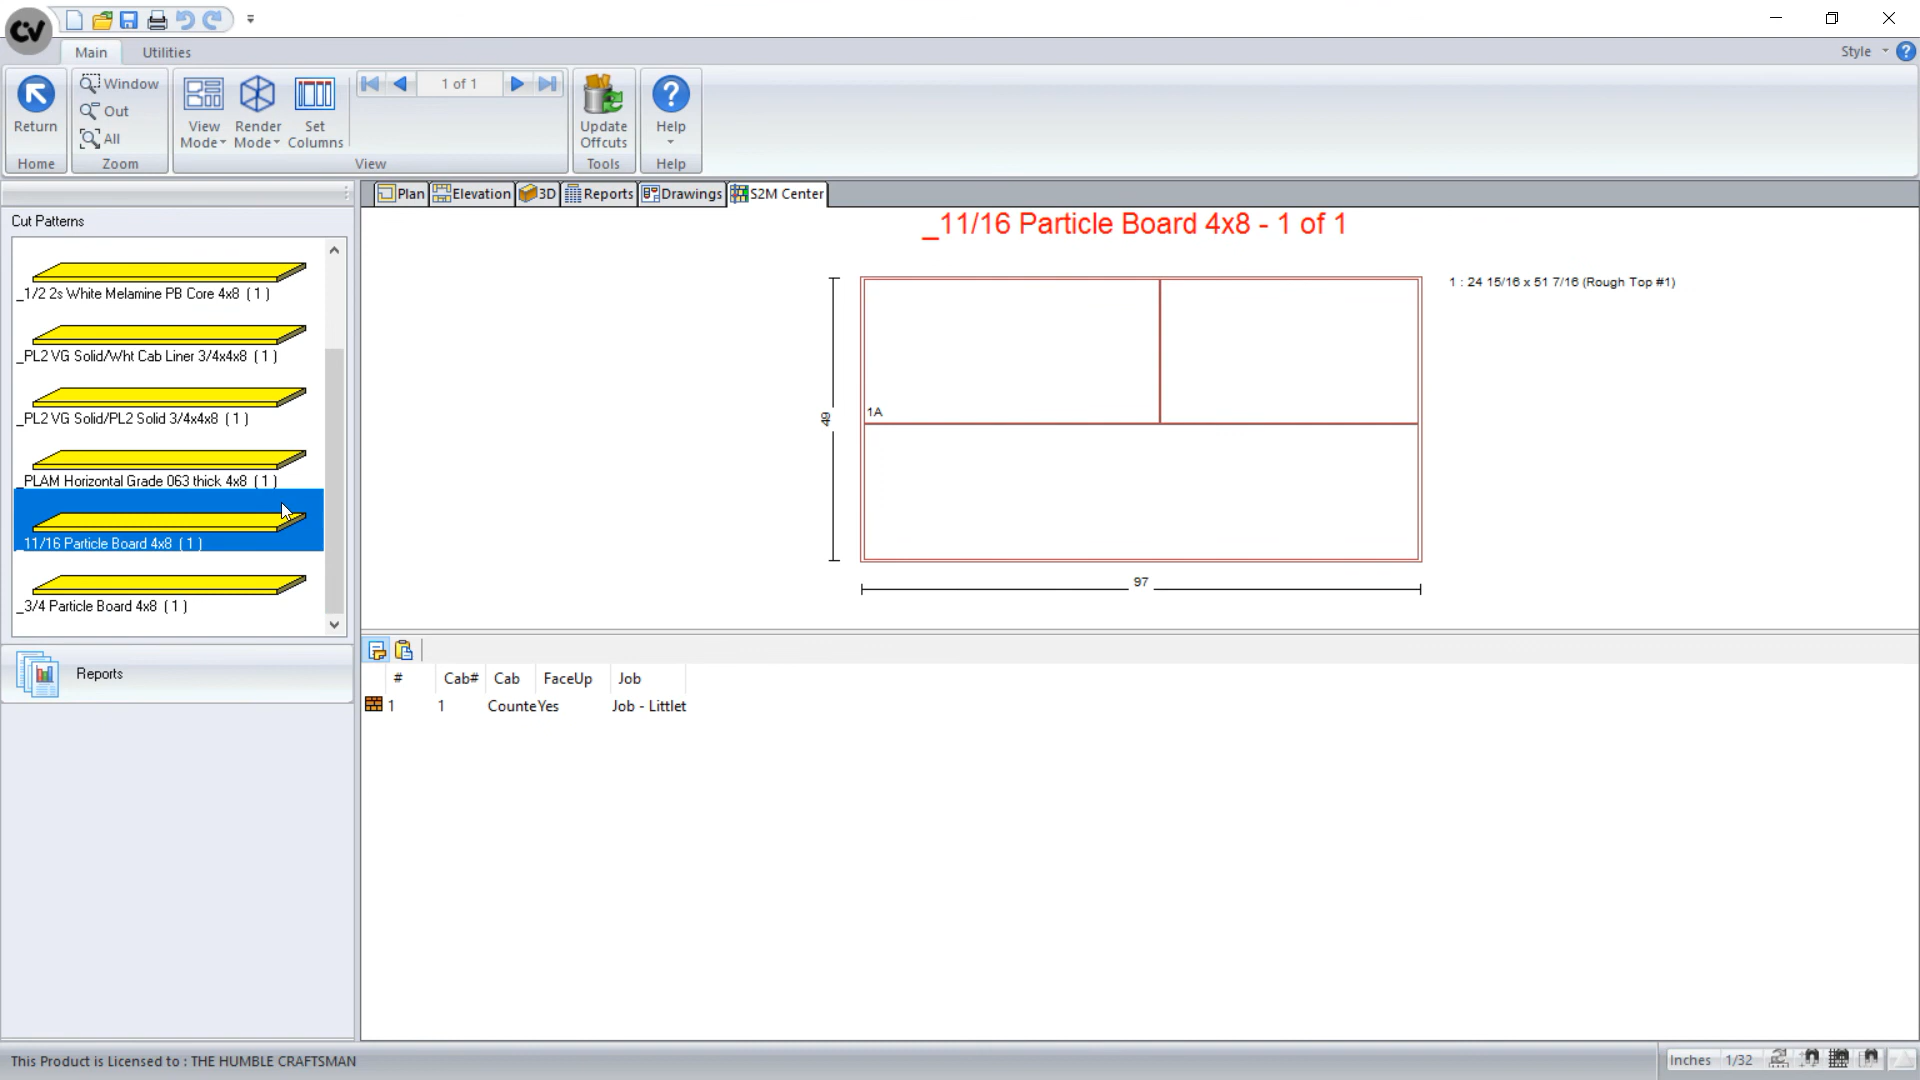 CV
Main
Utilities
Style
Return
Home
Window
Out
All
Zoom
View Mode
Render Mode
Set Columns
1 of 1
View
Update Offcuts
Tools
Help
Help
Plan
Elevation
3D
Reports
Drawings
S2M Center
Cut Patterns
_1/2 2s White Melamine PB Core 4x8 ( 1 )
_PL2 VG Solid/Wht Cab Liner 3/4x4x8 ( 1 )
_PL2 VG Solid/PL2 Solid 3/4x4x8 ( 1 )
_PLAM Horizontal Grade 063 thick 4x8 ( 1 )
_11/16 Particle Board 4x8 ( 1 )
_3/4 Particle Board 4x8 ( 1 )
Reports
_11/16 Particle Board 4x8 - 1 of 1
1 : 24 15/16 x 51 7/16 (Rough Top #1)
1A
49
97
# Cab# Cab FaceUp Job
1 1 Counte Yes Job - Littlet
This Product is Licensed to : THE HUMBLE CRAFTSMAN
Inches 1/32